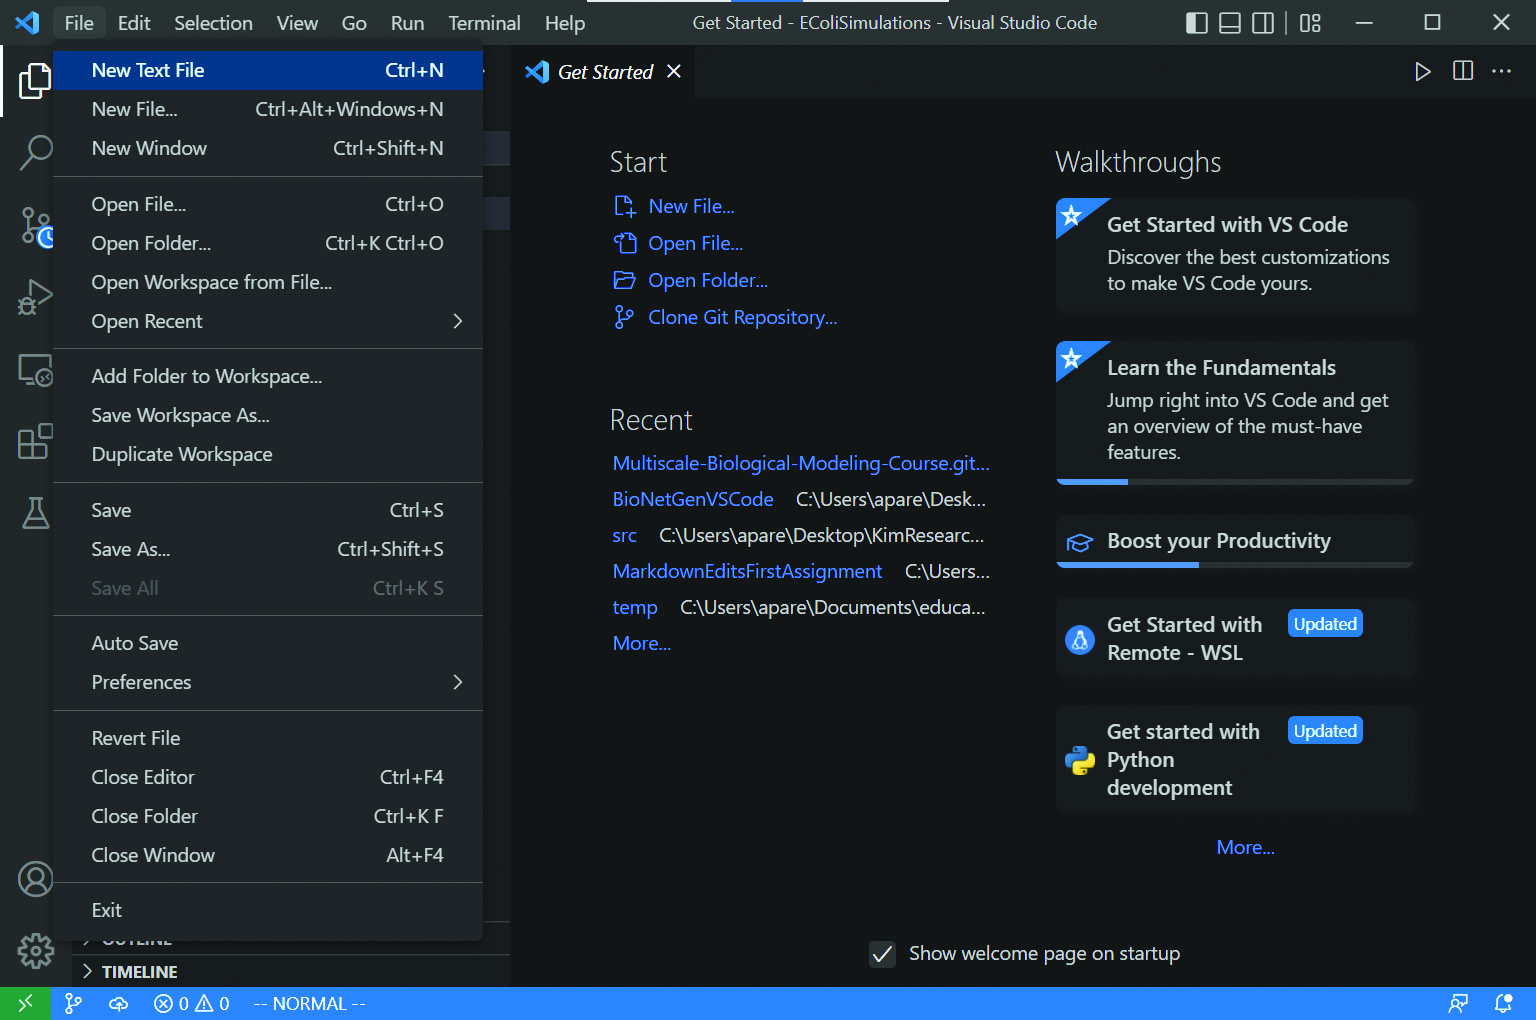 File Edit Selection View Go Run Terminal Help
Get Started - EColiSimulations - Visual Studio Code
New Text File Ctrl+N
New File... Ctrl+Alt+Windows+N
New Window Ctrl+Shift+N
Open File... Ctrl+O
Open Folder... Ctrl+K Ctrl+O
Open Workspace from File...
Open Recent
Add Folder to Workspace...
Save Workspace As...
Duplicate Workspace
Save Ctrl+S
Save As... Ctrl+Shift+S
Save All Ctrl+K S
Auto Save
Preferences
Revert File
Close Editor Ctrl+F4
Close Folder Ctrl+K F
Close Window Alt+F4
Exit
OUTLINE
TIMELINE
Get Started
Start
New File...
Open File...
Open Folder...
Clone Git Repository...
Recent
Multiscale-Biological-Modeling-Course.git...
BioNetGenVSCode C:\Users\apare\Desk...
src C:\Users\apare\Desktop\KimResearc...
MarkdownEditsFirstAssignment C:\Users...
temp C:\Users\apare\Documents\educa...
More...
Walkthroughs
Get Started with VS Code
Discover the best customizations
to make VS Code yours.
Learn the Fundamentals
Jump right into VS Code and get
an overview of the must-have
features.
Boost your Productivity
Get Started with Updated
Remote - WSL
Get started with Updated
Python
development
More...
Show welcome page on startup
0 0 -- NORMAL --